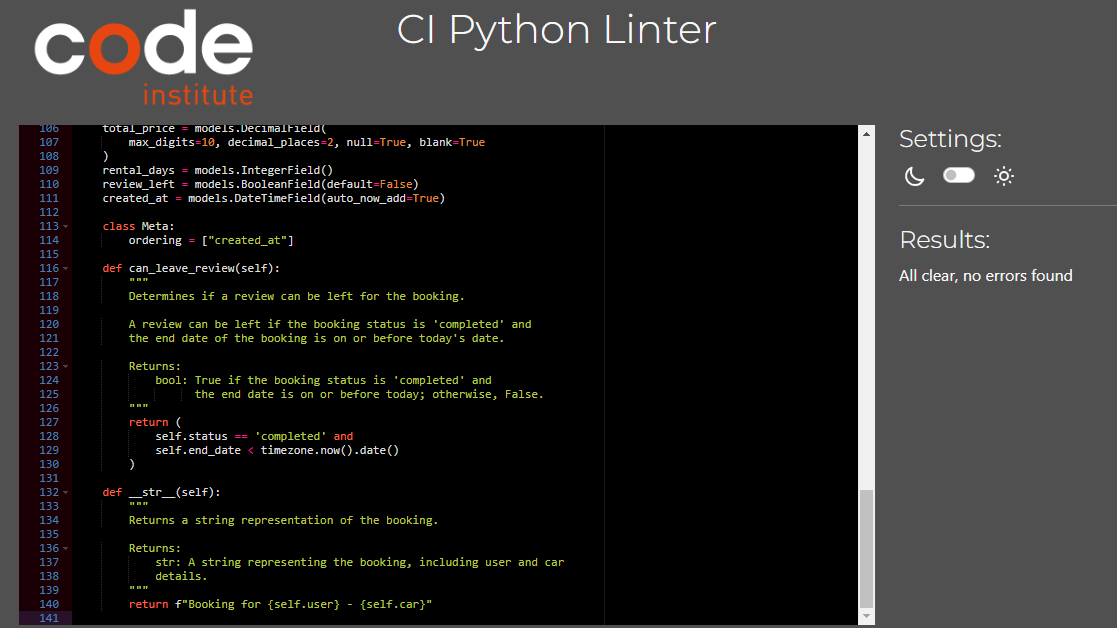 code
institute
CI Python Linter
106 total_price = models.DecimalField(
107 max_digits=10, decimal_places=2, null=True, blank=True
108 )
109 rental_days = models.IntegerField()
110 review_left = models.BooleanField(default=False)
111 created_at = models.DateTimeField(auto_now_add=True)
112
113 class Meta:
114 ordering = ["created_at"]
115
116 def can_leave_review(self):
117 """
118 Determines if a review can be left for the booking.
119
120 A review can be left if the booking status is 'completed' and
121 the end date of the booking is on or before today's date.
122
123 Returns:
124 bool: True if the booking status is 'completed' and
125 the end date is on or before today; otherwise, False.
126 """
127 return (
128 self.status == 'completed' and
129 self.end_date < timezone.now().date()
130 )
131
132 def __str__(self):
133 """
134 Returns a string representation of the booking.
135
136 Returns:
137 str: A string representing the booking, including user and car
138 details.
139 """
140 return f"Booking for {self.user} - {self.car}"
141
Settings:
Results:
All clear, no errors found